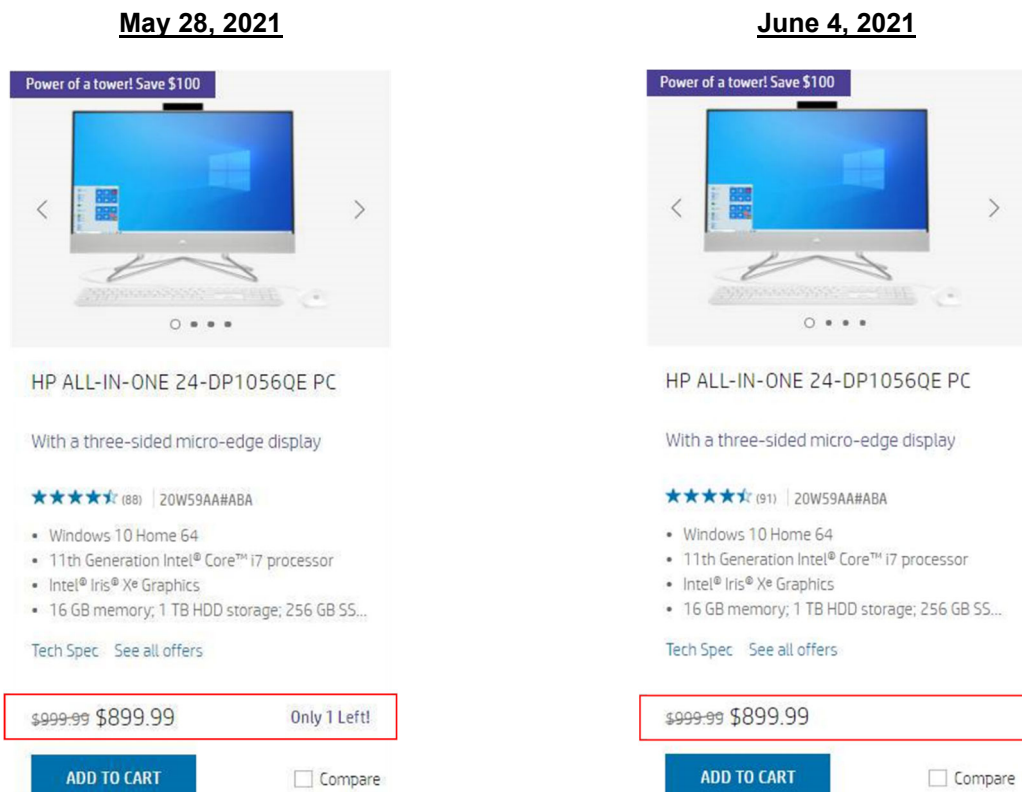 May 28, 2021
Power of a tower! Save $100
HP ALL-IN-ONE 24-DP1056QE PC
With a three-sided micro-edge display
(88) 20W59AA#ABA
• Windows 10 Home 64
• 11th Generation Intel® Core™ i7 processor
• Intel® Iris® Xe Graphics
• 16 GB memory; 1 TB HDD storage; 256 GB SS...
Tech Spec See all offers
$999.99 $899.99 Only 1 Left!
ADD TO CART Compare
June 4, 2021
Power of a tower! Save $100
HP ALL-IN-ONE 24-DP1056QE PC
With a three-sided micro-edge display
(91) 20W59AA#ABA
• Windows 10 Home 64
• 11th Generation Intel® Core™ i7 processor
• Intel® Iris® Xe Graphics
• 16 GB memory; 1 TB HDD storage; 256 GB SS...
Tech Spec See all offers
$999.99 $899.99
ADD TO CART Compare